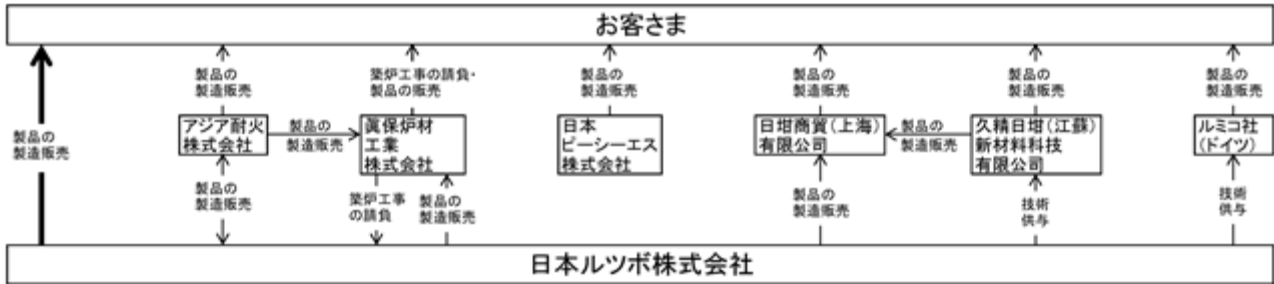 お客さま
製品の
製造販売
築炉工事の請負・
製品の販売
製品の
製造販売
製品の
製造販売
製品の
製造販売
製品の
製造販売
製品の
製造販売
アジア耐火
株式会社
製品の
製造販売
眞保炉材
工業
株式会社
日本
ピーシーエス
株式会社
日坩商貿(上海)
有限公司
製品の
製造販売
久精日坩(江蘇)
新材料科技
有限公司
ルミコ社
(ドイツ)
製品の
製造販売
築炉工事
の請負
製品の
製造販売
製品の
製造販売
技術
供与
技術
供与
日本ルツボ株式会社